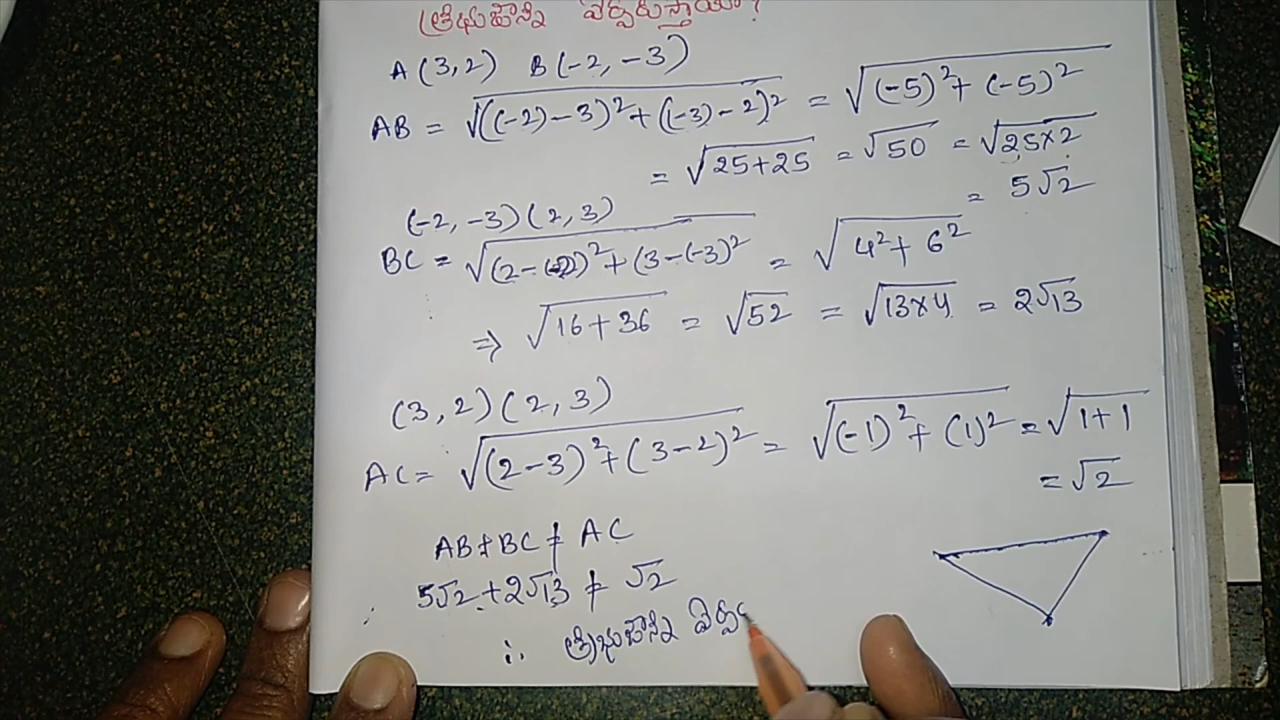 త్రిభుజాన్ని ఏర్పరుస్తాయా?
A (3,2) B (-2, -3)
AB = √((-2)-3)²+((-3)-2)² = √(-5)²+(-5)²
= √25+25 = √50 = √25×2
= 5√2
(-2, -3) (2, 3)
BC = √(2-(-2)²+(3-(-3)² = √4²+6²
⇒ √16+36 = √52 = √13×4 = 2√13
(3, 2) (2, 3)
AC = √(2-3)²+(3-2)² = √(-1)²+(1)² = √1+1
= √2
AB ≠ BC ≠ AC
5√2 + 2√13 ≠ √2
∴ త్రిభుజాన్ని ఏర్ప